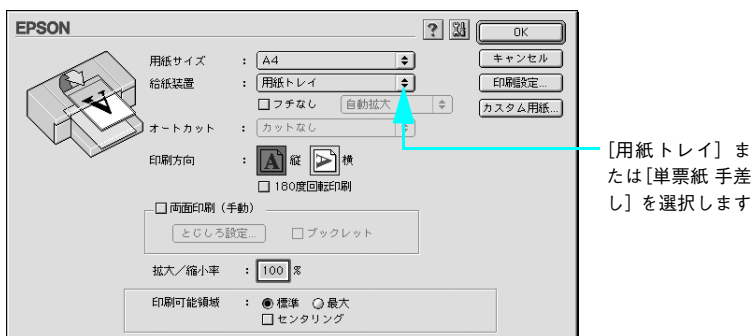 EPSON
?
OK
用紙サイズ : A4
キャンセル
給紙装置 : 用紙トレイ
印刷設定...
フチなし 自動拡大
カスタム用紙...
オートカット : カットなし
印刷方向 : A 縦 A 横
180度回転印刷
両面印刷（手動）
とじしろ設定... ブックレット
拡大／縮小率 : 100 %
印刷可能領域 : 標準 最大
センタリング
［用紙トレイ］ま
たは［単票紙 手差
し］を選択します